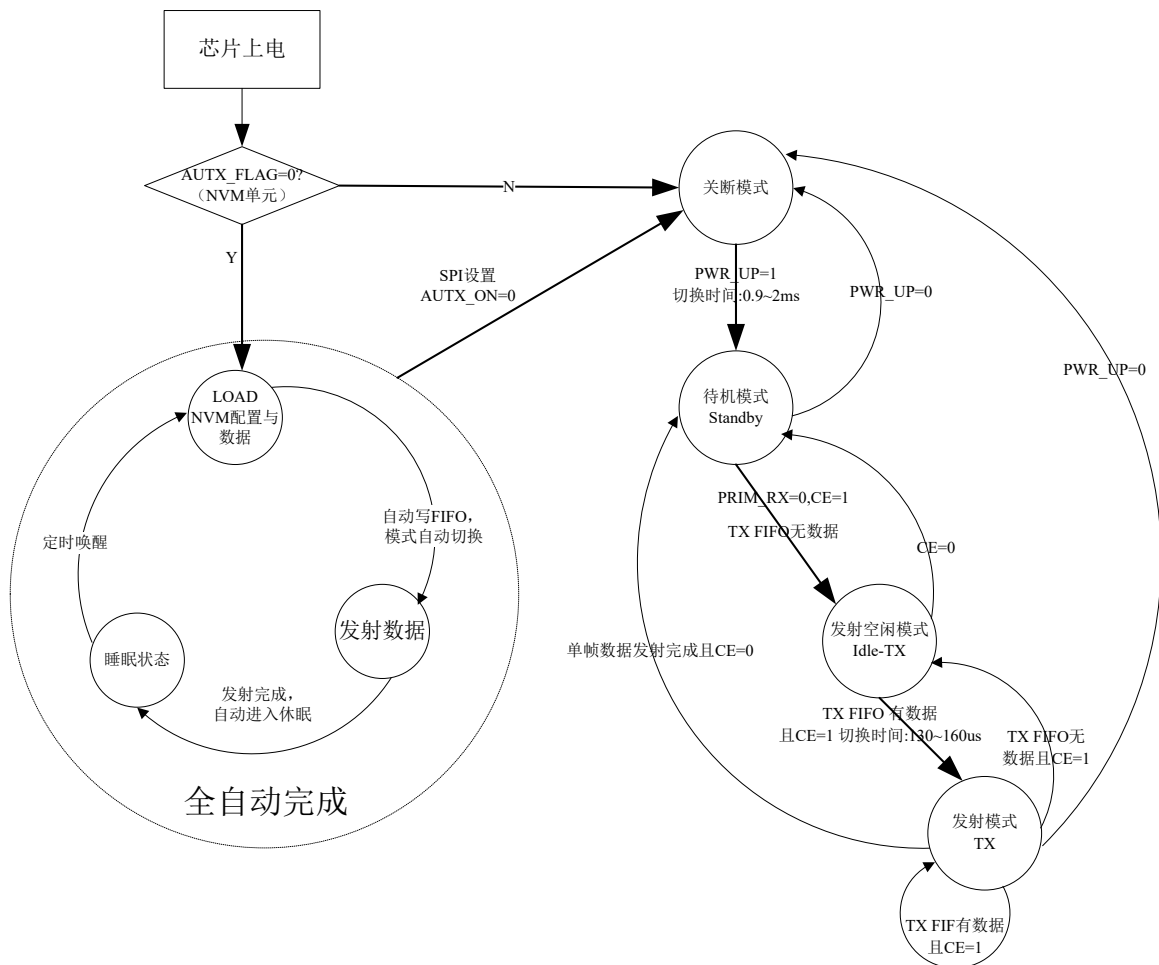 芯片上电
AUTX_FLAG=0?
（NVM单元）
N
Y
关断模式
SPI设置
AUTX_ON=0
PWR_UP=1
切换时间:0.9~2ms
PWR_UP=0
PWR_UP=0
待机模式
Standby
LOAD
NVM配置与
数据
自动写FIFO，
模式自动切换
定时唤醒
发射数据
睡眠状态
发射完成，
自动进入休眠
全自动完成
PRIM_RX=0,CE=1
TX FIFO无数据
CE=0
单帧数据发射完成且CE=0
发射空闲模式
Idle-TX
TX FIFO 有数据
且CE=1 切换时间:130~160us
TX FIFO无
数据且CE=1
发射模式
TX
TX FIF有数据
且CE=1